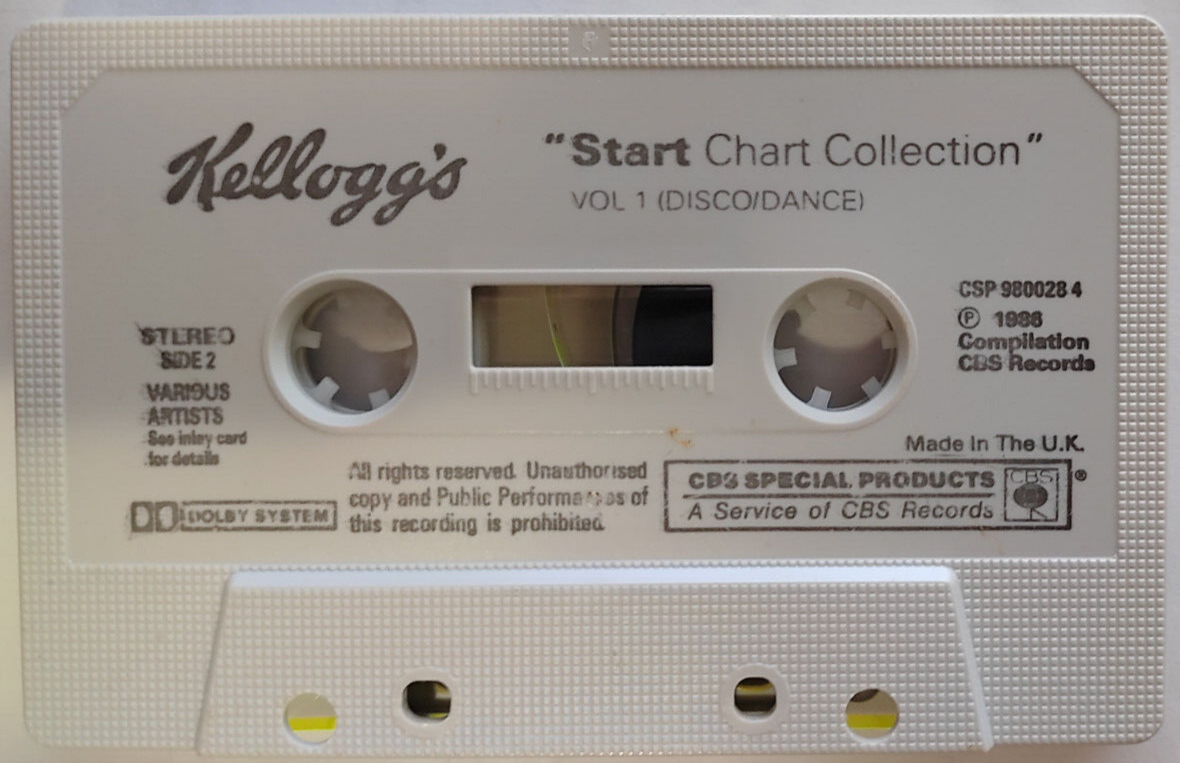 Kellogg's
"Start Chart Collection"
VOL 1 (DISCO/DANCE)
STEREO
SIDE 2
VARIOUS
ARTISTS
See inlay card
for details
CSP 980028 4
Ⓟ 1986
Compilation
CBS Records
Made In The U.K.
DOLBY SYSTEM
All rights reserved. Unauthorised
copy and Public Performances of
this recording is prohibited.
CBS SPECIAL PRODUCTS
A Service of CBS Records
CBS ®